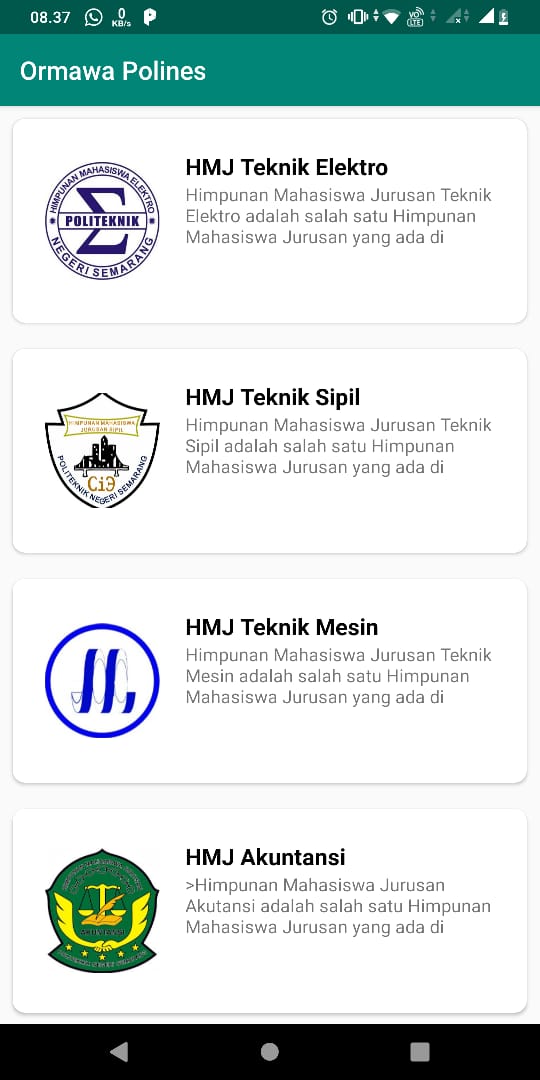 08.37
0
KB/s
VO
LTE
Ormawa Polines
HIMPUNAN MAHASISWA ELEKTRO
POLITEKNIK
NEGERI SEMARANG
HMJ Teknik Elektro
Himpunan Mahasiswa Jurusan Teknik
Elektro adalah salah satu Himpunan
Mahasiswa Jurusan yang ada di
HIMPUNAN MAHASISWA
JURUSAN SIPIL
POLITEKNIK NEGERI SEMARANG
HMJ Teknik Sipil
Himpunan Mahasiswa Jurusan Teknik
Sipil adalah salah satu Himpunan
Mahasiswa Jurusan yang ada di
HMJ Teknik Mesin
Himpunan Mahasiswa Jurusan Teknik
Mesin adalah salah satu Himpunan
Mahasiswa Jurusan yang ada di
AKUNTANSI
HMJ Akuntansi
>Himpunan Mahasiswa Jurusan
Akutansi adalah salah satu Himpunan
Mahasiswa Jurusan yang ada di